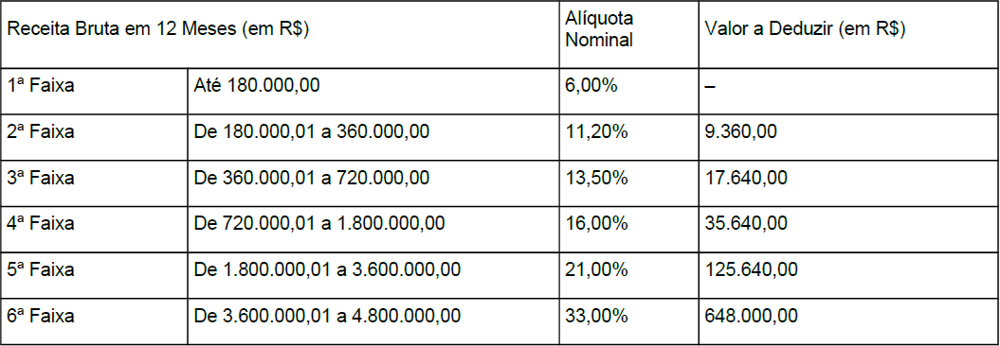 Receita Bruta em 12 Meses (em R$) Alíquota Nominal Valor a Deduzir (em R$)
1ª Faixa Até 180.000,00 6,00% –
2ª Faixa De 180.000,01 a 360.000,00 11,20% 9.360,00
3ª Faixa De 360.000,01 a 720.000,00 13,50% 17.640,00
4ª Faixa De 720.000,01 a 1.800.000,00 16,00% 35.640,00
5ª Faixa De 1.800.000,01 a 3.600.000,00 21,00% 125.640,00
6ª Faixa De 3.600.000,01 a 4.800.000,00 33,00% 648.000,00